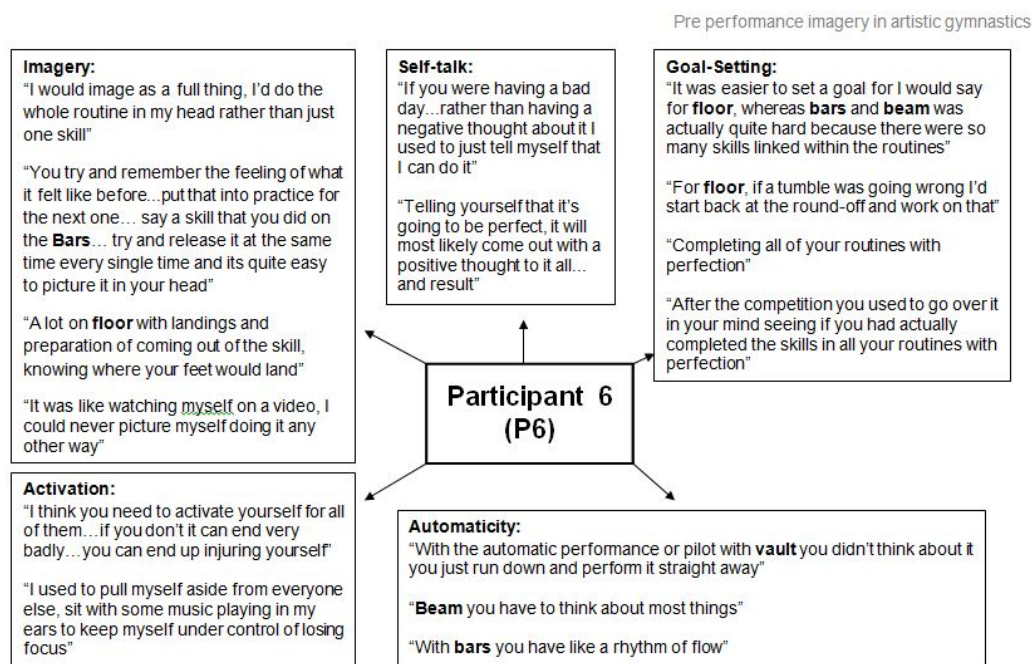 Pre performance imagery in artistic gymnastics
Imagery:
“I would image as a full thing, I’d do the
whole routine in my head rather than just
one skill”
“You try and remember the feeling of what
it felt like before...put that into practice for
the next one... say a skill that you did on
the Bars... try and release it at the same
time every single time and its quite easy
to picture it in your head”
“A lot on floor with landings and
preparation of coming out of the skill,
knowing where your feet would land”
“It was like watching myself on a video, I
could never picture myself doing it any
other way”
Self-talk:
“If you were having a bad
day...rather than having a
negative thought about it I
used to just tell myself that
I can do it”
“Telling yourself that it’s
going to be perfect, it will
most likely come out with a
positive thought to it all...
and result”
Goal-Setting:
“It was easier to set a goal for I would say
for floor, whereas bars and beam was
actually quite hard because there were so
many skills linked within the routines”
“For floor, if a tumble was going wrong I’d
start back at the round-off and work on that”
“Completing all of your routines with
perfection”
“After the competition you used to go over it
in your mind seeing if you had actually
completed the skills in all your routines with
perfection”
Participant 6
(P6)
Activation:
“I think you need to activate yourself for all
of them...if you don’t it can end very
badly...you can end up injuring yourself”
“I used to pull myself aside from everyone
else, sit with some music playing in my
ears to keep myself under control of losing
focus”
Automaticity:
“With the automatic performance or pilot with vault you didn’t think about it
you just run down and perform it straight away”
“Beam you have to think about most things”
“With bars you have like a rhythm of flow”